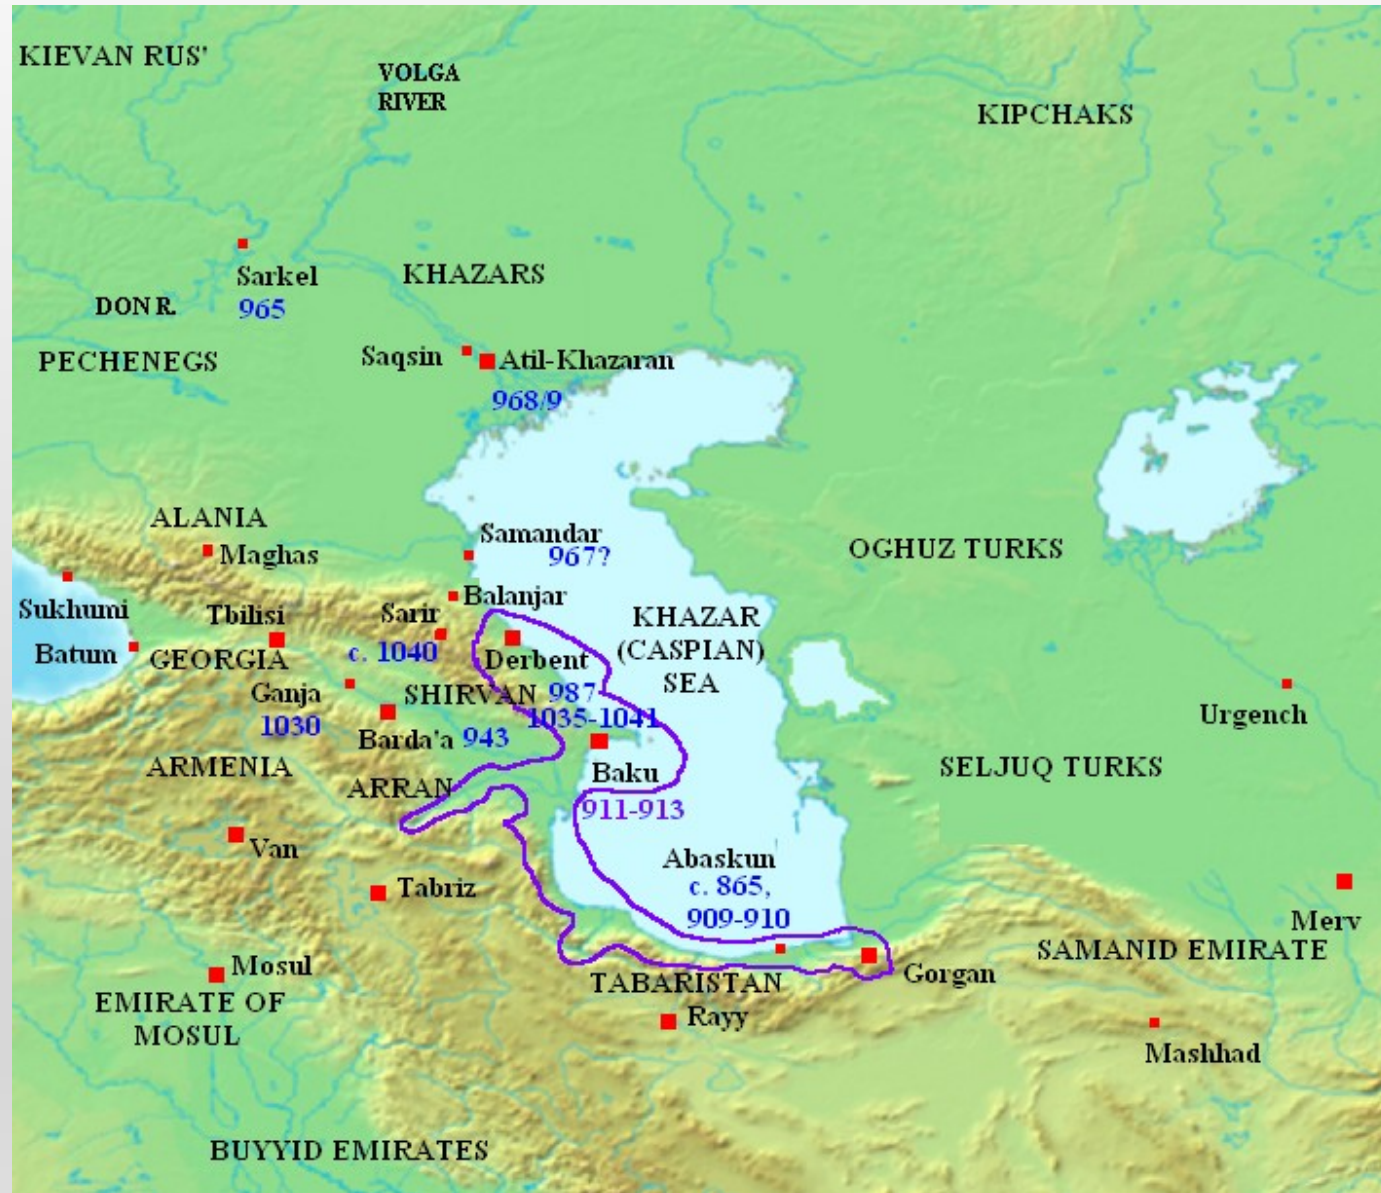 KIEVAN RUS'
VOLGA
RIVER
KIPCHAKS
Sarkel
965
KHAZARS
DON R.
PECHENEGS
Saqsin
Atil-Khazaran
968/9
ALANIA
Maghas
Samandar
967?
OGHUZ TURKS
Sukhumi
Batum
Tbilisi
GEORGIA
Sarir
c. 1040
Balanjar
KHAZAR
(CASPIAN)
SEA
Derbent
987
1035-1041
Ganja
1030
SHIRVAN
Barda'a 943
Urgench
ARMENIA
ARRAN
Baku
911-913
SELJUQ TURKS
Van
Tabriz
Abaskun
c. 865,
909-910
Merv
Mosul
EMIRATE OF
MOSUL
TABARISTAN
Rayy
Gorgan
SAMANID EMIRATE
Mashhad
BUYYID EMIRATES